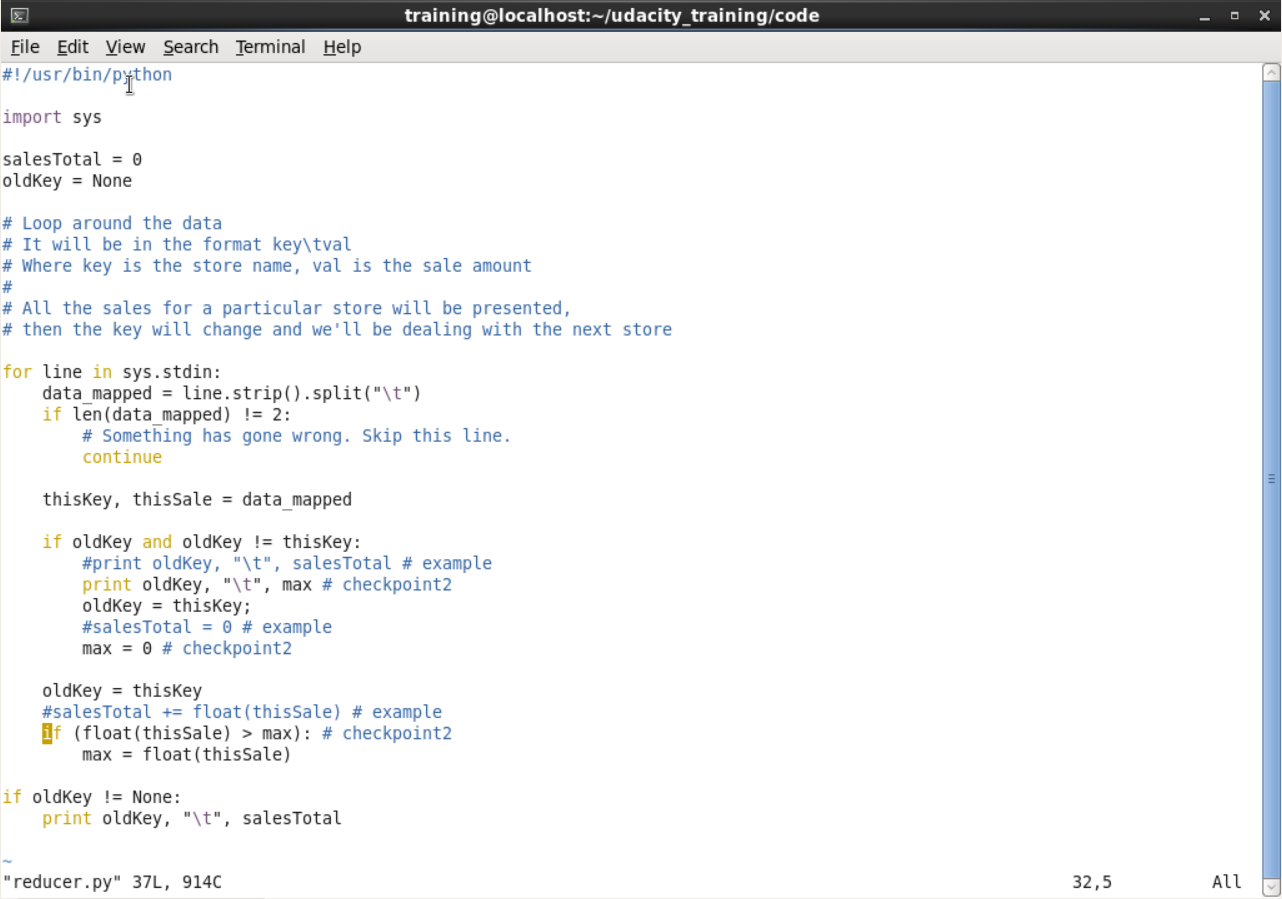 training@localhost:~/udacity_training/code
File Edit View Search Terminal Help
#!/usr/bin/python
import sys
salesTotal = 0
oldKey = None
# Loop around the data
# It will be in the format key\tval
# Where key is the store name, val is the sale amount
#
# All the sales for a particular store will be presented,
# then the key will change and we'll be dealing with the next store
for line in sys.stdin:
    data_mapped = line.strip().split("\t")
    if len(data_mapped) != 2:
        # Something has gone wrong. Skip this line.
        continue
    thisKey, thisSale = data_mapped
    if oldKey and oldKey != thisKey:
        #print oldKey, "\t", salesTotal # example
        print oldKey, "\t", max # checkpoint2
        oldKey = thisKey;
        #salesTotal = 0 # example
        max = 0 # checkpoint2
    oldKey = thisKey
    #salesTotal += float(thisSale) # example
    if (float(thisSale) > max): # checkpoint2
        max = float(thisSale)
if oldKey != None:
    print oldKey, "\t", salesTotal
~
"reducer.py" 37L, 914C 32,5 All